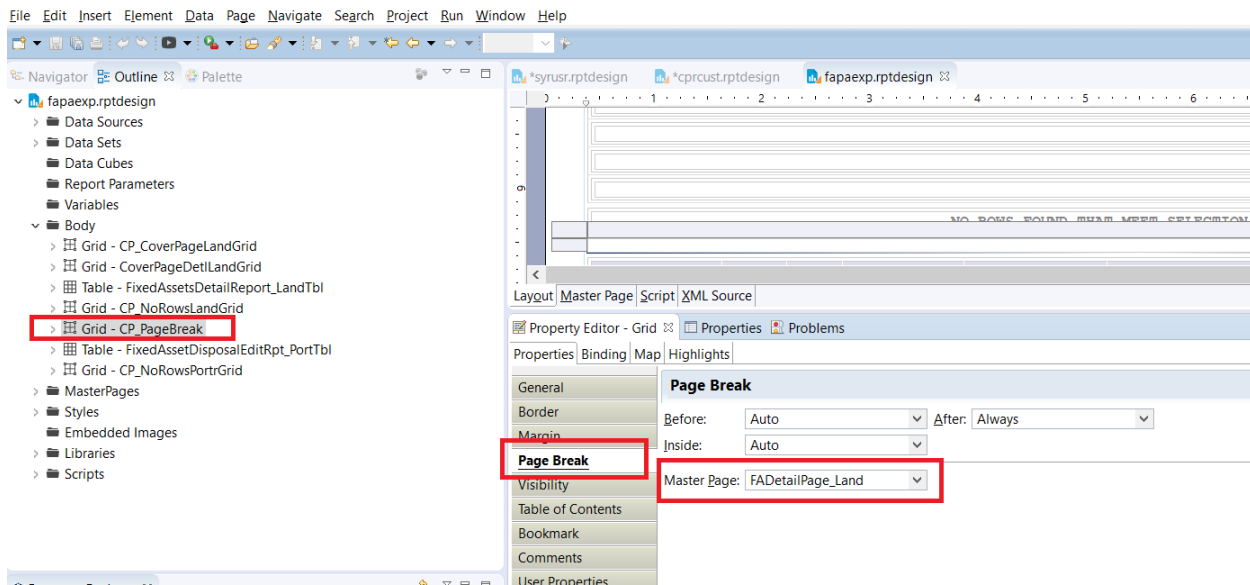 File Edit Insert Element Data Page Navigate Search Project Run Window Help
Navigator Outline Palette
fapaexp.rptdesign
Data Sources
Data Sets
Data Cubes
Report Parameters
Variables
Body
Grid - CP_CoverPageLandGrid
Grid - CoverPageDetlLandGrid
Table - FixedAssetsDetailReport_LandTbl
Grid - CP_NoRowsLandGrid
Grid - CP_PageBreak
Table - FixedAssetDisposalEditRpt_PortTbl
Grid - CP_NoRowsPortrGrid
MasterPages
Styles
Embedded Images
Libraries
Scripts
*syrusr.rptdesign *cprcust.rptdesign fapaexp.rptdesign
1 2 3 4 5 6
9
NO ROWS FOUND THAT MEET SELECTION
Layout Master Page Script XML Source
Property Editor - Grid Properties Problems
Properties Binding Map Highlights
General
Border
Margin
Page Break
Visibility
Table of Contents
Bookmark
Comments
User Properties
Page Break
Before: Auto After: Always
Inside: Auto
Master Page: FADetailPage_Land